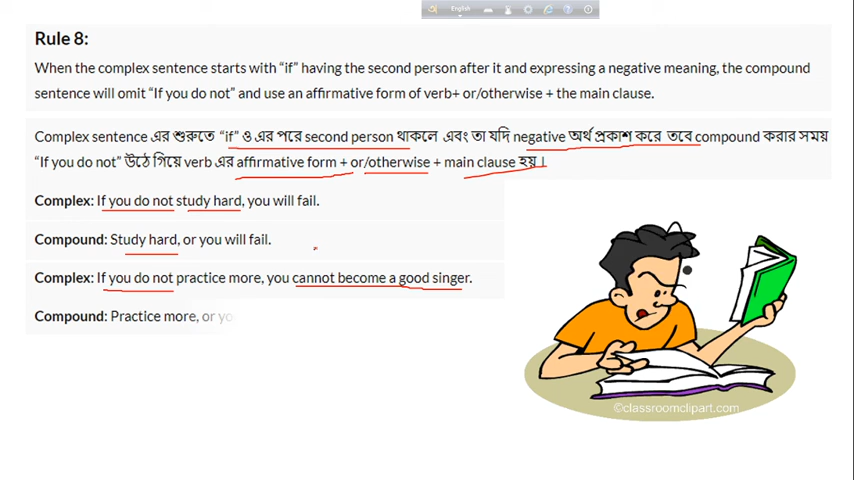 English
Rule 8:
When the complex sentence starts with “if” having the second person after it and expressing a negative meaning, the compound
sentence will omit “If you do not” and use an affirmative form of verb+ or/otherwise + the main clause.
Complex sentence এর শুরুতে “if” ও এর পরে second person থাকলে এবং তা যদি negative অর্থ প্রকাশ করে তবে compound করার সময়
“If you do not” উঠে গিয়ে verb এর affirmative form + or/otherwise + main clause হয়।
Complex: If you do not study hard, you will fail.
Compound: Study hard, or you will fail.
Complex: If you do not practice more, you cannot become a good singer.
Compound: Practice more, or you
©classroomclipart.com